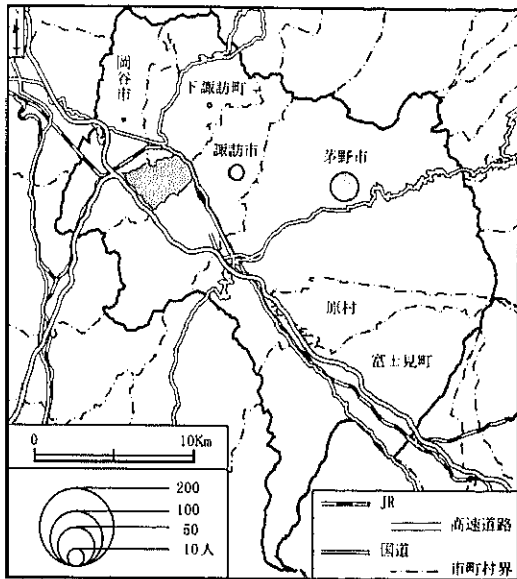 岡谷市
下諏訪町
諏訪市
茅野市
原村
富士見町
0 10Km
200
100
50
10人
JR
高速道路
国道
市町村界